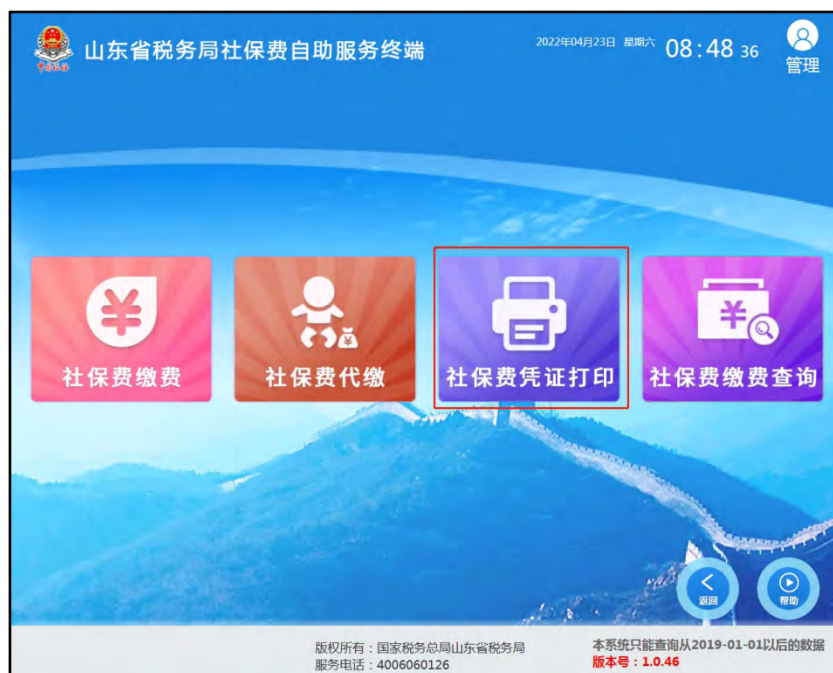 山东省税务局社保费自助服务终端
2022年04月23日 星期六 08:48 36
管理
中国税务
¥
¥
¥
社保费缴费
社保费代缴
社保费凭证打印
社保费缴费查询
返回
帮助
版权所有：国家税务总局山东省税务局
服务电话：4006060126
本系统只能查询从2019-01-01以后的数据
版本号：1.0.46